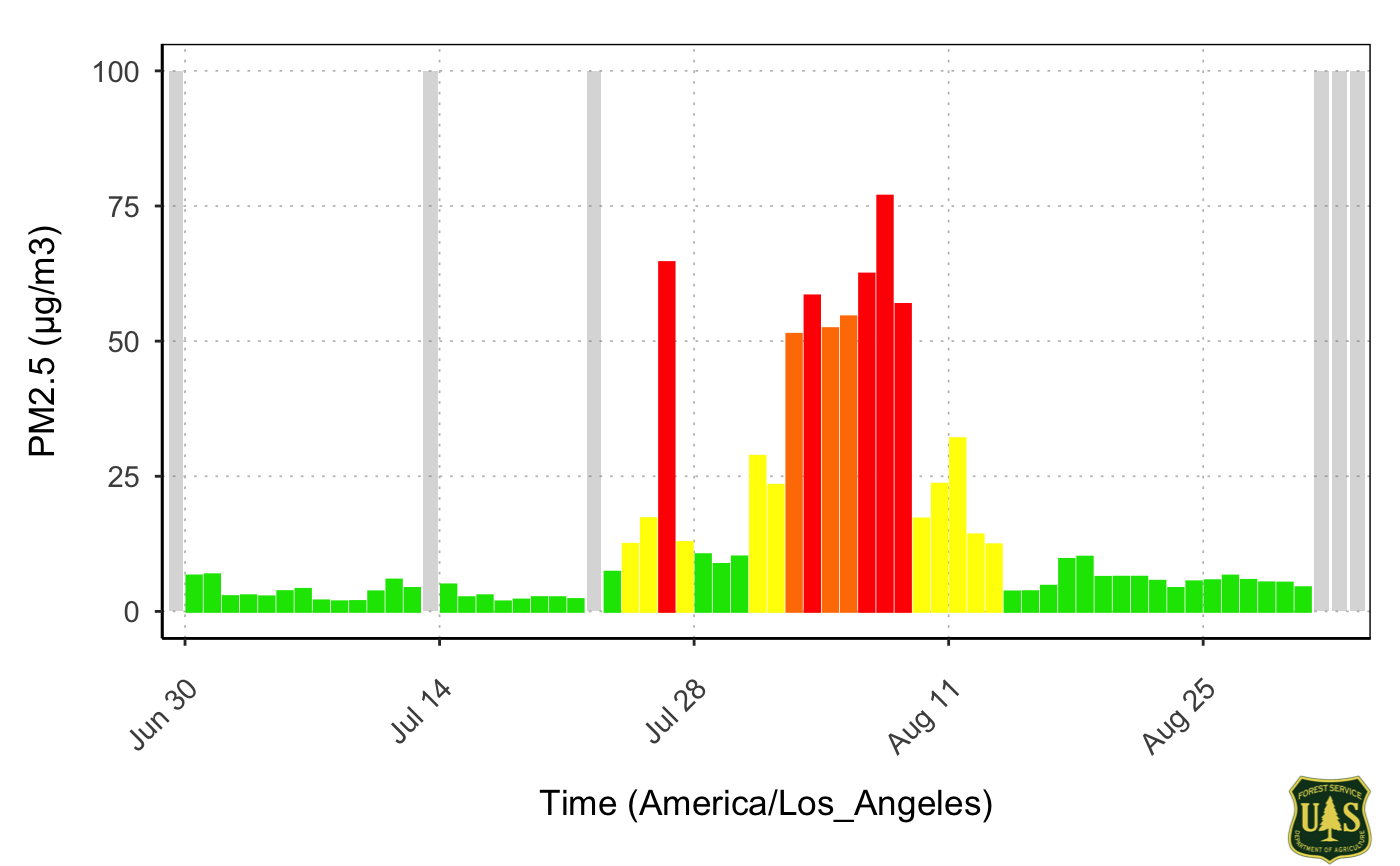 PM2.5 (µg/m3)
100
75
50
25
0
Jun 30
Jul 14
Jul 28
Aug 11
Aug 25
Time (America/Los_Angeles)
FOREST SERVICE
U S
DEPARTMENT OF AGRICULTURE